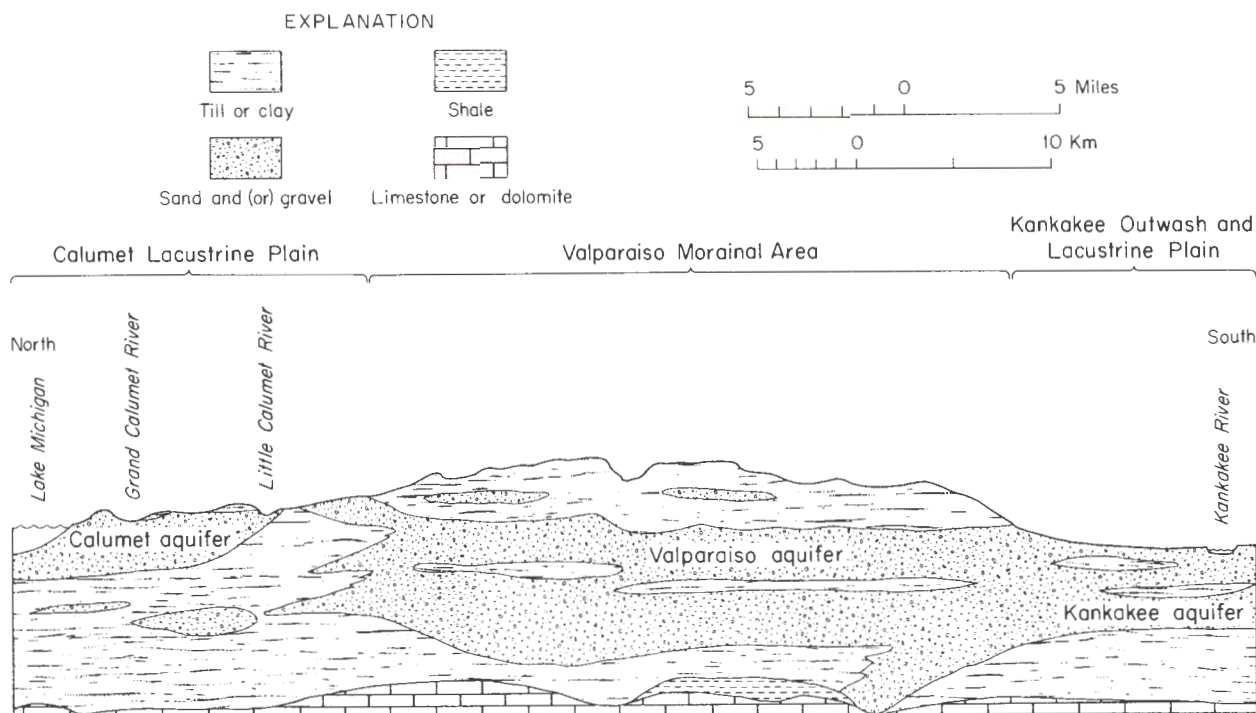 EXPLANATION
Till or clay
Shale
Sand and (or) gravel
Limestone or dolomite
5 0 5 Miles
5 0 10 Km
Calumet Lacustrine Plain
Valparaiso Morainal Area
Kankakee Outwash and
Lacustrine Plain
North
South
Lake Michigan
Grand Calumet River
Little Calumet River
Kankakee River
Calumet aquifer
Valparaiso aquifer
Kankakee aquifer